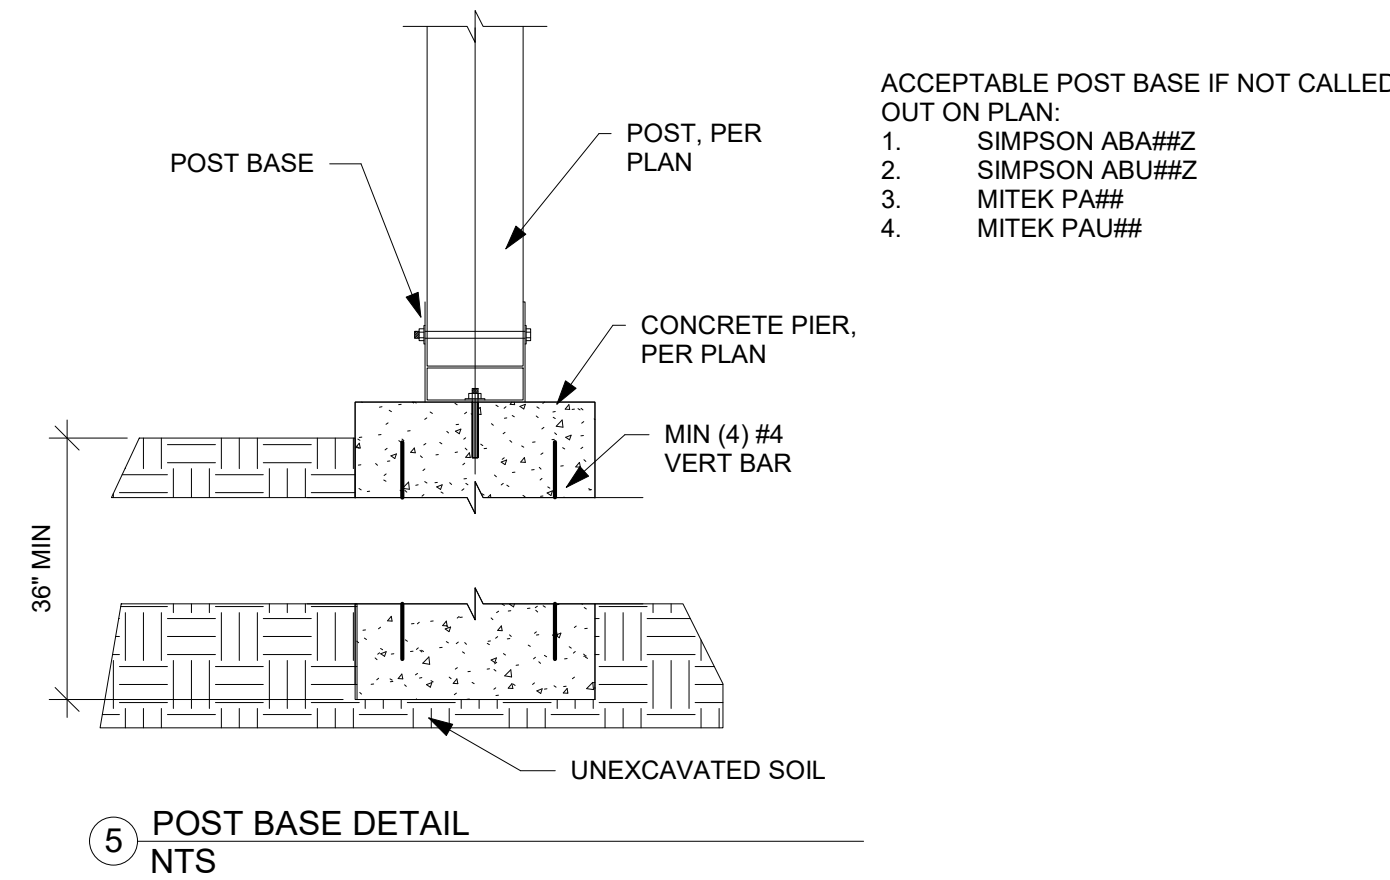 ACCEPTABLE POST BASE IF NOT CALLED
OUT ON PLAN:
1. SIMPSON ABA##Z
2. SIMPSON ABU##Z
3. MITEK PA##
4. MITEK PAU##
POST BASE
POST, PER
PLAN
CONCRETE PIER,
PER PLAN
MIN (4) #4
VERT BAR
36" MIN
UNEXCAVATED SOIL
5 POST BASE DETAIL
NTS